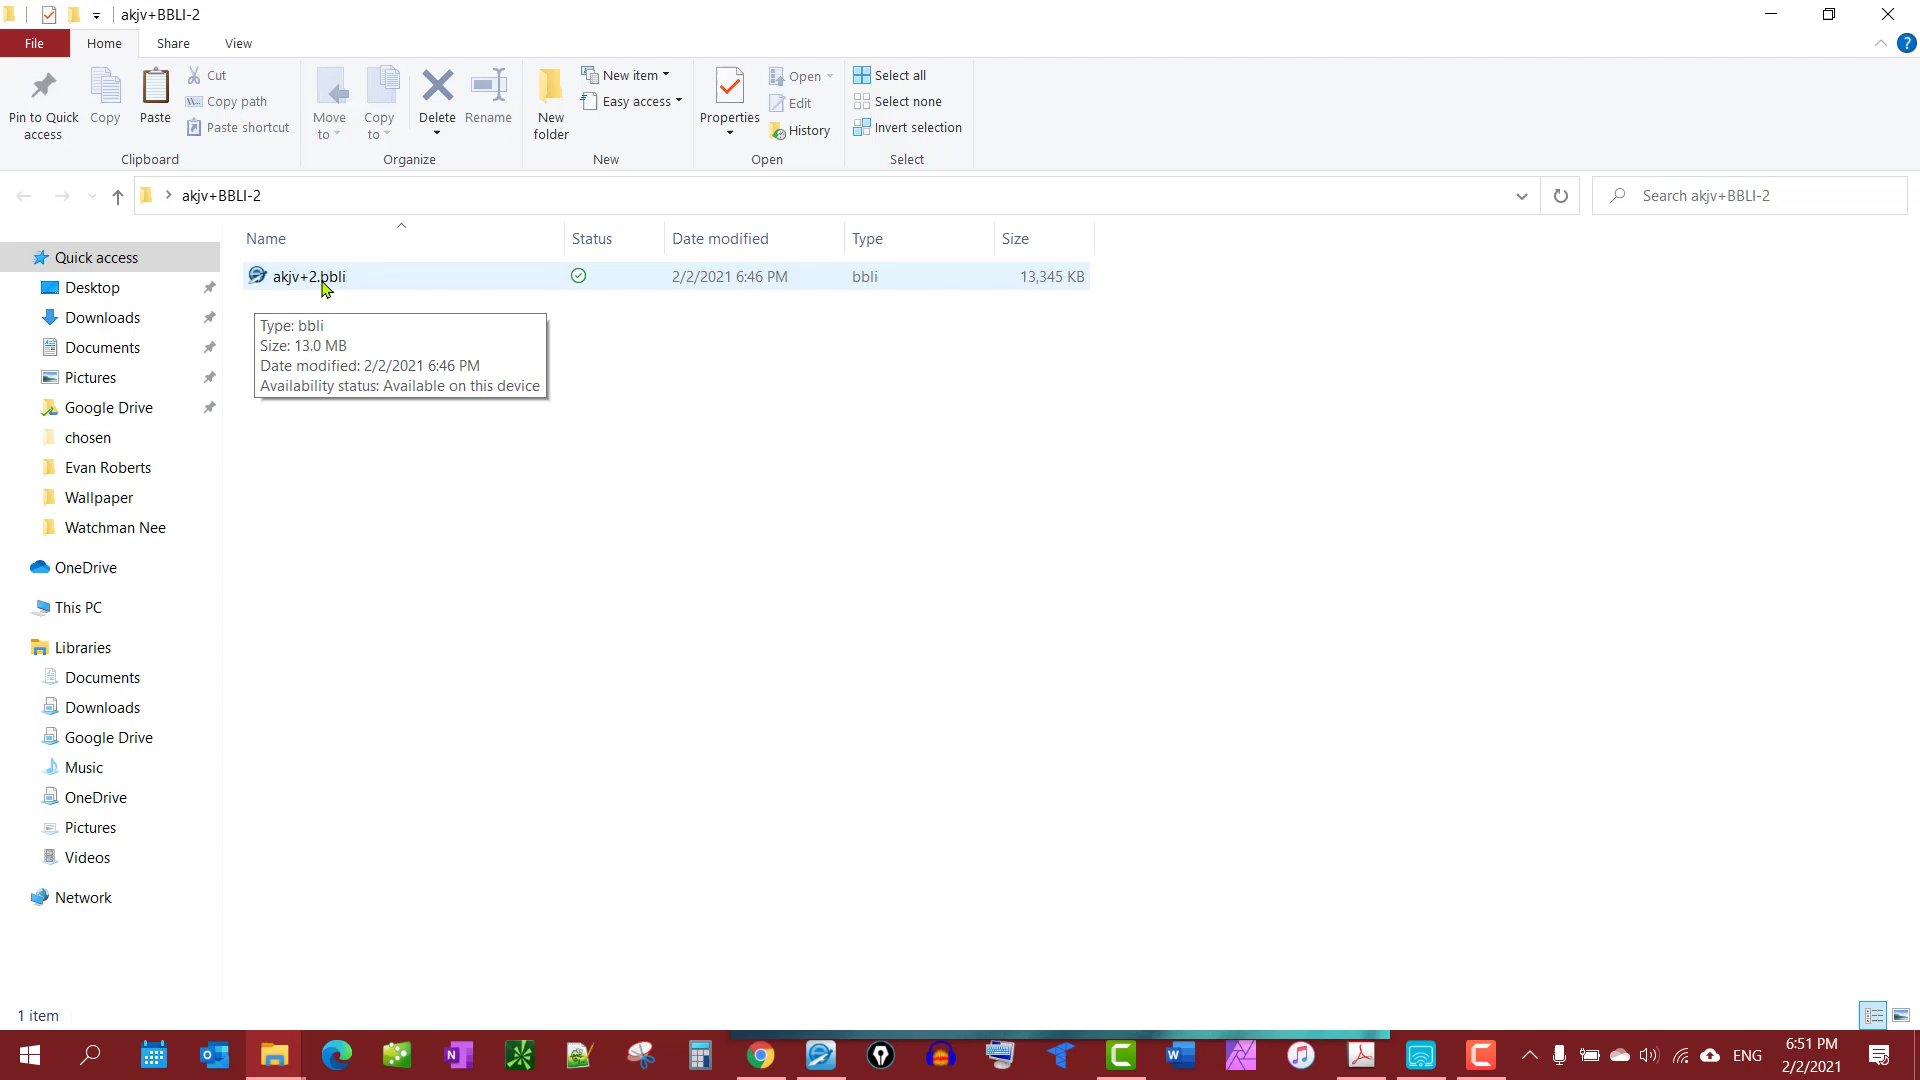 akjv+BBLI-2
File
Home
Share
View
Pin to Quick access
Copy
Paste
Cut
Copy path
Paste shortcut
Clipboard
Move to
Copy to
Delete
Rename
Organize
New folder
New item
Easy access
New
Properties
Open
Edit
History
Open
Select all
Select none
Invert selection
Select
akjv+BBLI-2
Search akjv+BBLI-2
Name
Status
Date modified
Type
Size
akjv+2.bbli
2/2/2021 6:46 PM
bbli
13,345 KB
Type: bbli
Size: 13.0 MB
Date modified: 2/2/2021 6:46 PM
Availability status: Available on this device
Quick access
Desktop
Downloads
Documents
Pictures
Google Drive
chosen
Evan Roberts
Wallpaper
Watchman Nee
OneDrive
This PC
Libraries
Documents
Downloads
Google Drive
Music
OneDrive
Pictures
Videos
Network
1 item
ENG
6:51 PM
2/2/2021